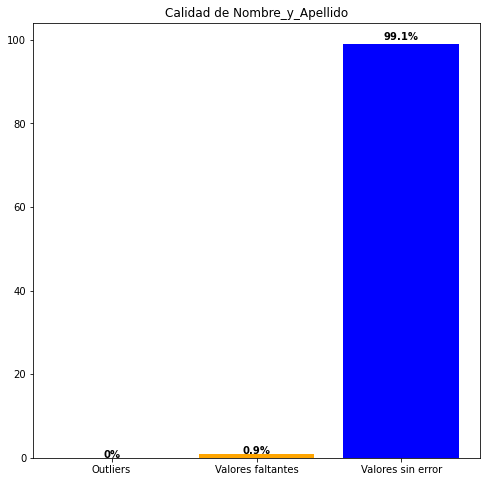 Calidad de Nombre_y_Apellido
100
80
60
40
20
0
0%
0.9%
99.1%
Outliers
Valores faltantes
Valores sin error